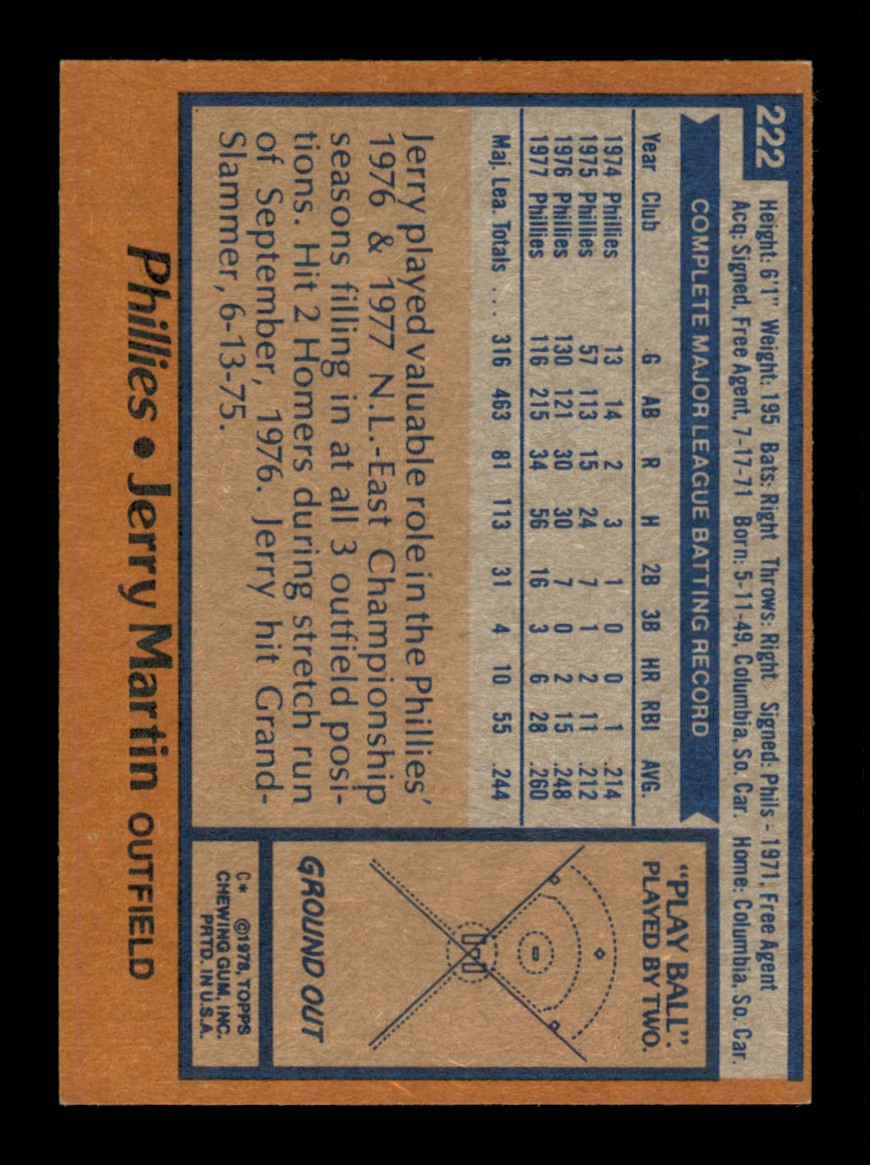 222
Height: 6'1" Weight: 195 Bats: Right Throws: Right Signed: Phils - 1971, Free Agent
Acq: Signed, Free Agent, 7-17-71 Born: 5-11-49, Columbia, So. Car. Home: Columbia, So. Car.
COMPLETE MAJOR LEAGUE BATTING RECORD
Year Club G AB R H 2B 3B HR RBI AVG.
1974 Phillies 13 14 2 3 1 0 0 1 .214
1975 Phillies 57 113 15 24 7 1 2 11 .212
1976 Phillies 130 121 30 30 7 0 2 15 .248
1977 Phillies 116 215 34 56 16 3 6 28 .260
Maj. Lea. Totals . . . 316 463 81 113 31 4 10 55 .244
Jerry played valuable role in the Phillies'
1976 & 1977 N.L.-East Championship
seasons filling in at all 3 outfield posi-
tions. Hit 2 Homers during stretch run
of September, 1976. Jerry hit Grand-
Slammer, 6-13-75.
"PLAY BALL".
PLAYED BY TWO.
GROUND OUT
C* ©1978, TOPPS
CHEWING GUM, INC.
PRTD. IN U.S.A.
Phillies • Jerry Martin OUTFIELD